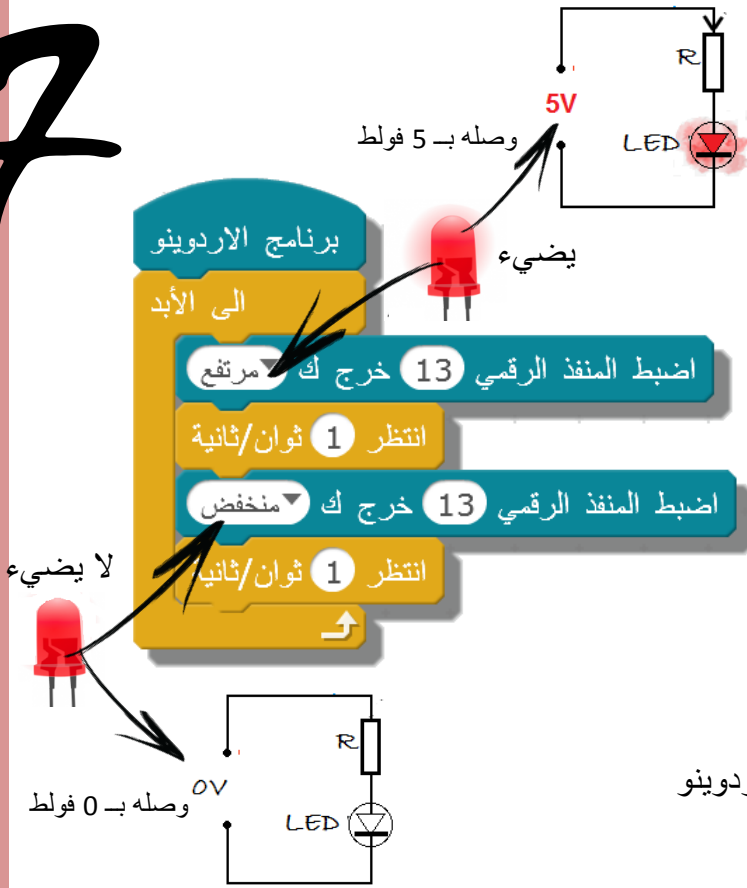 7
R
5V
LED
وصله بـ 5 فولط
يضيء
برنامج الاردوينو
الى الأبد
اضبط المنفذ الرقمي 13 خرج ك مرتفع
انتظر 1 ثوان/ثانية
اضبط المنفذ الرقمي 13 خرج ك منخفض
انتظر 1 ثوان/ثانية
لا يضيء
R
0V
وصله بـ 0 فولط
LED